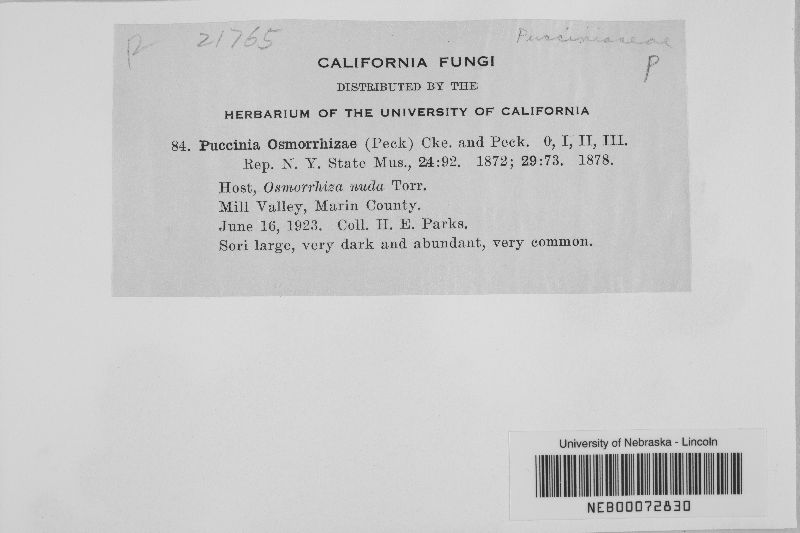 P 21765 Pucciniaceae
P
CALIFORNIA FUNGI
DISTRIBUTED BY THE
HERBARIUM OF THE UNIVERSITY OF CALIFORNIA
84. Puccinia Osmorrhizae (Peck) Cke. and Peck. 0, I, II, III.
Rep. N. Y. State Mus., 24:92. 1872; 29:73. 1878.
Host, Osmorrhiza nuda Torr.
Mill Valley, Marin County.
June 16, 1923. Coll. H. E. Parks.
Sori large, very dark and abundant, very common.
University of Nebraska - Lincoln
NEB00072830